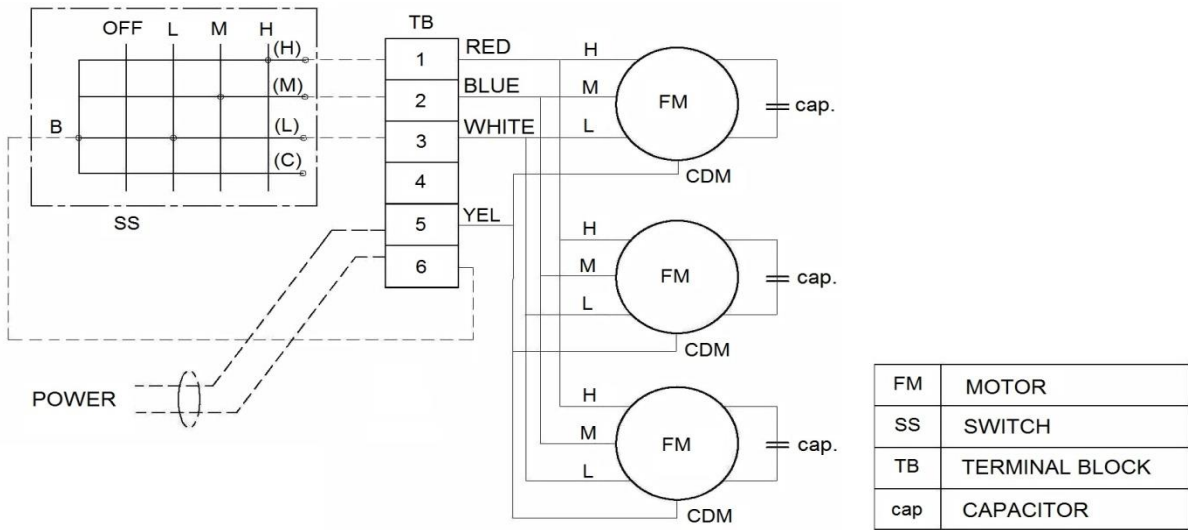 OFF L M H
(H)
(M)
B
(L)
(C)
SS
TB
1
2
3
4
5
6
RED
BLUE
WHITE
YEL
H
M
L
FM
cap.
CDM
H
M
L
FM
cap.
CDM
H
M
L
FM
cap.
CDM
POWER
FM MOTOR
SS SWITCH
TB TERMINAL BLOCK
cap CAPACITOR